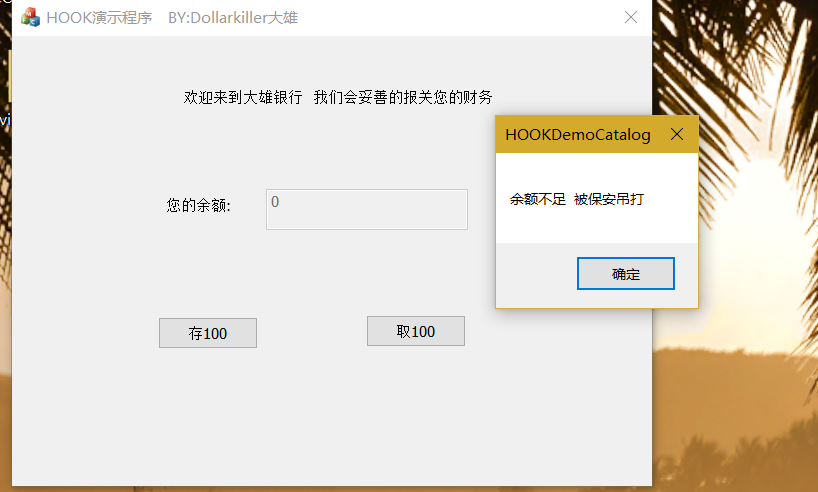 HOOK演示程序 BY:Dollarkiller大雄
欢迎来到大雄银行 我们会妥善的报关您的财务
HOOKDemoCatalog
余额不足 被保安吊打
确定
您的余额:
0
存100
取100